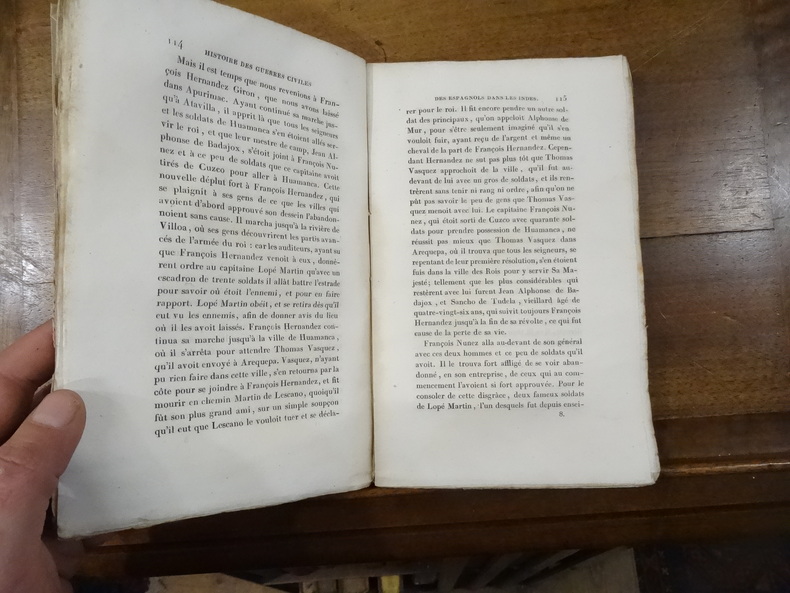 114
HISTOIRE DES GUERRES CIVILES
Mais il est temps que nous revenions à Fran-
çois Hernandez Giron, que nous avons laissé
dans Apurinac. Ayant continué sa marche jus-
qu'à Atavilla, il apprit là que tous les seigneurs
et les soldats de Huamanca s'en étoient allés ser-
vir le roi, et que leur mestre de camp, Jean Al-
phonse de Badajox, s'étoit joint à François Nu-
nez et à ce peu de soldats que ce capitaine avoit
tirés de Cuzco pour aller à Huamanca. Cette
nouvelle déplut fort à François Hernandez, qui
se plaignit à ses gens de ce que les villes qui
avoient d'abord approuvé son dessein l'abandon-
noient sans cause. Il marcha jusqu'à la rivière de
Villoa, où ses gens découvrirent les partis avan-
cés de l'armée du roi : car les auditeurs, ayant su
que François Hernandez venoit à eux, donnè-
rent ordre au capitaine Lopé Martin qu'avec un
escadron de trente soldats il allât battre l'estrade
pour savoir où étoit l'ennemi, et pour en faire
rapport. Lopé Martin obéit, et se retira dès qu'il
eut vu les ennemis, afin de donner avis du lieu
où il les avoit laissés. François Hernandez con-
tinua sa marche jusqu'à la ville de Huamanca,
où il s'arrêta pour attendre Thomas Vasquez,
qu'il avoit envoyé à Arequepa. Vasquez, n'ayant
pu rien faire dans cette ville, s'en retourna par la
côte pour se joindre à François Hernandez, et fit
mourir en chemin Martin de Lescano, quoiqu'il
fût son plus grand ami, sur un simple soupçon
qu'il eut que Lescano le vouloit tuer et se décla-
DES ESPAGNOLS DANS LES INDES. 115
rer pour le roi. Il fit encore pendre un autre sol-
dat des principaux, qu'on appeloit Alphonse de
Mur, pour s'être seulement imaginé qu'il s'en
vouloit fuir, ayant reçu de l'argent et même un
cheval de la part de François Hernandez. Cepen-
dant Hernandez ne sut pas plus tôt que Thomas
Vasquez approchoit de la ville, qu'il fut au-
devant de lui avec un gros de soldats, et ils ren-
trèrent sans tenir ni rang ni ordre, afin qu'on ne
pût pas savoir le peu de gens que Thomas Vas-
quez menoit avec lui. Le capitaine François Nu-
nez, qui étoit sorti de Cuzco avec quarante sol-
dats pour prendre possession de Huamanca, ne
réussit pas mieux que Thomas Vasquez dans
Arequepa, où il trouva que tous les seigneurs, se
repentant de leur première résolution, s'en étoient
fuis dans la ville des Rois pour y servir Sa Ma-
jesté; tellement que les plus considérables qui
restèrent avec lui furent Jean Alphonse de Ba-
dajox, et Sancho de Tudela, vieillard âgé de
quatre-vingt-six ans, qui suivit toujours François
Hernandez jusqu'à la fin de sa révolte, ce qui fut
cause de la perte de sa vie.
François Nunez alla au-devant de son général
avec ces deux hommes et ce peu de soldats qu'il
avoit. Il le trouva fort affligé de se voir aban-
donné, en son entreprise, de ceux qui au com-
mencement l'avoient si fort approuvée. Pour le
consoler de cette disgrâce, deux fameux soldats
de Lopé Martin, l'un desquels fut depuis ensei-
8.